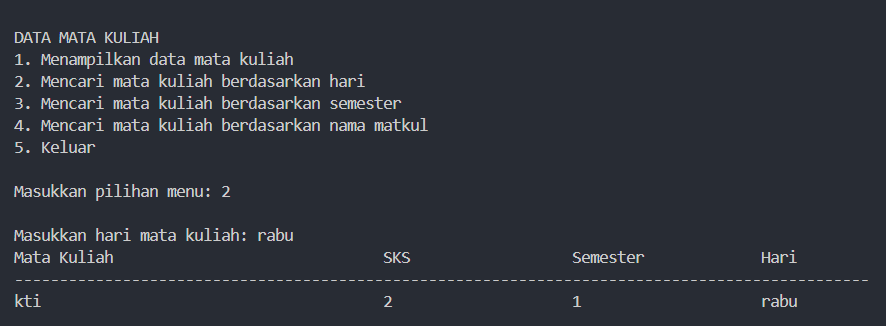 DATA MATA KULIAH
1. Menampilkan data mata kuliah
2. Mencari mata kuliah berdasarkan hari
3. Mencari mata kuliah berdasarkan semester
4. Mencari mata kuliah berdasarkan nama matkul
5. Keluar
Masukkan pilihan menu: 2
Masukkan hari mata kuliah: rabu
Mata Kuliah SKS Semester Hari
-----------------------------------------------------------------------------------------------
kti 2 1 rabu